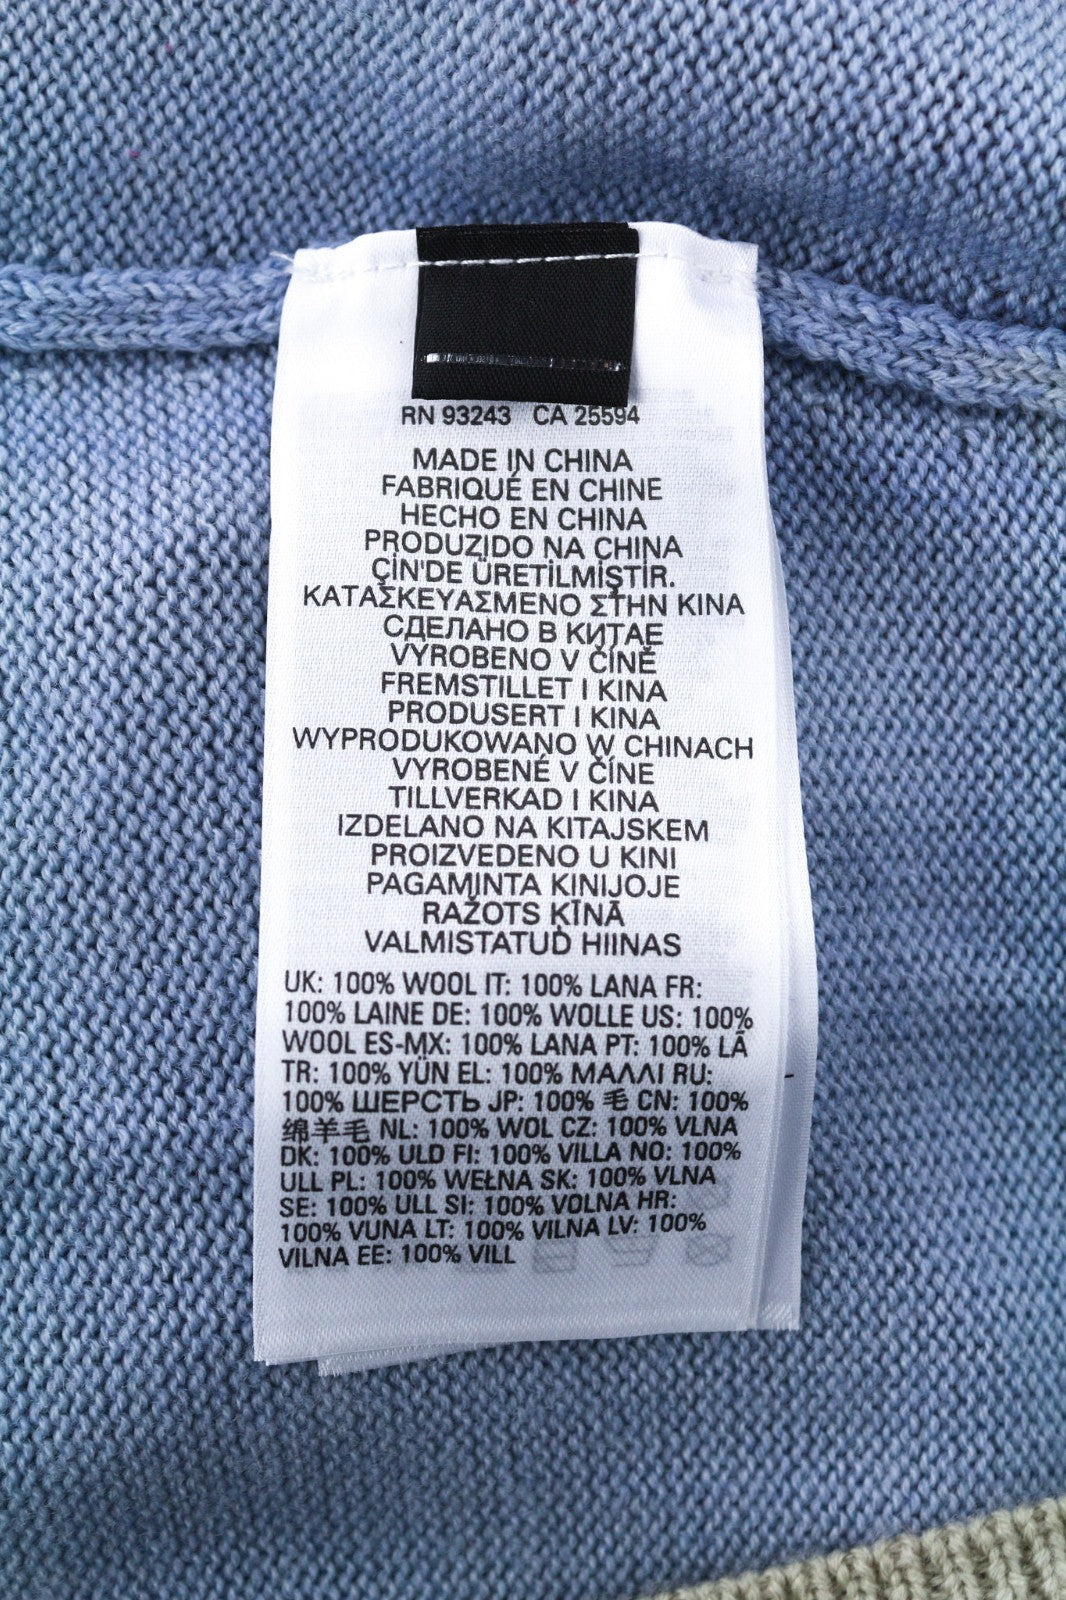 RN 93243 CA 25594
MADE IN CHINA
FABRIQUÉ EN CHINE
HECHO EN CHINA
PRODUZIDO NA CHINA
ÇİN'DE ÜRETİLMİŞTİR.
ΚΑΤΑΣΚΕΥΑΣΜΕΝΟ ΣΤΗΝ ΚΙΝΑ
СДЕЛАНО В КИТАЕ
VYROBENO V ČÍNĚ
FREMSTILLET I KINA
PRODUSERT I KINA
WYPRODUKOWANO W CHINACH
VYROBENÉ V ČÍNE
TILLVERKAD I KINA
IZDELANO NA KITAJSKEM
PROIZVEDENO U KINI
PAGAMINTA KINIJOJE
RAŽOTS ĶĪNĀ
VALMISTATUD HIINAS
UK: 100% WOOL IT: 100% LANA FR:
100% LAINE DE: 100% WOLLE US: 100%
WOOL ES-MX: 100% LANA PT: 100% LÃ
TR: 100% YÜN EL: 100% ΜΑΛΛΙ RU:
100% ШЕРСТЬ JP: 100% 毛 CN: 100%
绵羊毛 NL: 100% WOL CZ: 100% VLNA
DK: 100% ULD FI: 100% VILLA NO: 100%
ULL PL: 100% WEŁNA SK: 100% VLNA
SE: 100% ULL SI: 100% VOLNA HR:
100% VUNA LT: 100% VILNA LV: 100%
VILNA EE: 100% VILL